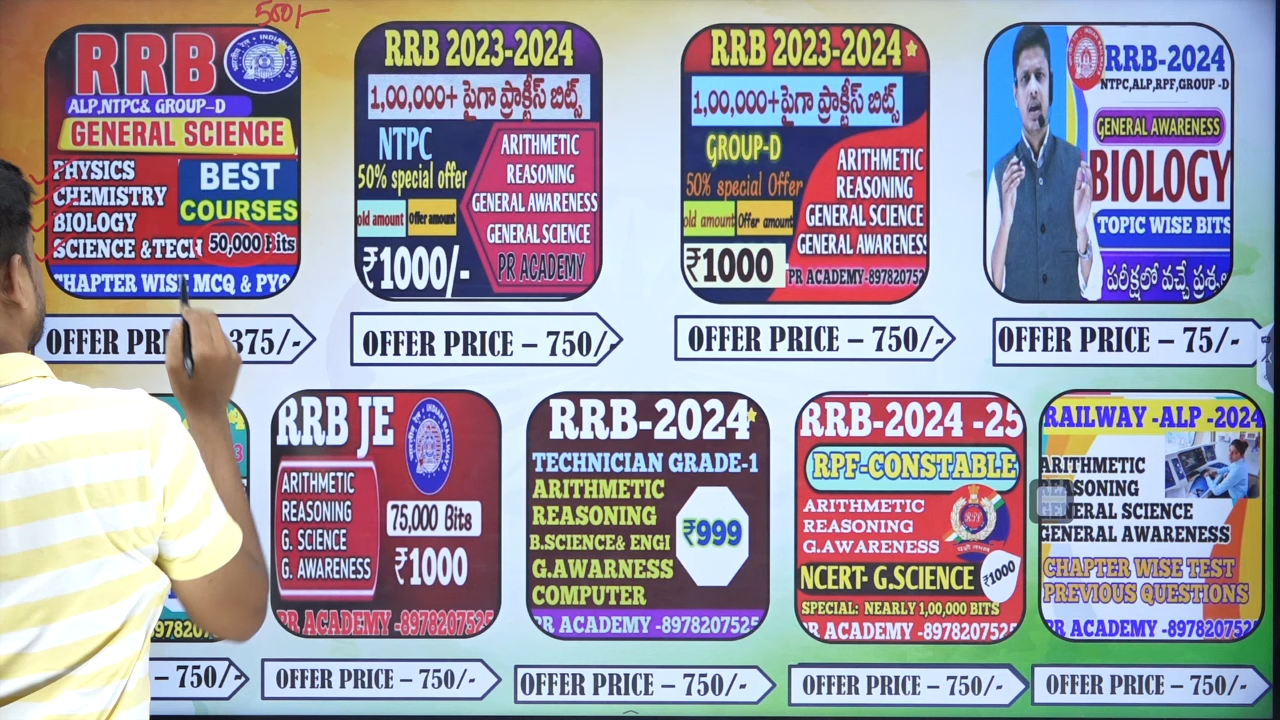 500/-
RRB
ALP,NTPC& GROUP-D
GENERAL SCIENCE
PHYSICS
CHEMISTRY
BIOLOGY
SCIENCE &TECH
BEST
COURSES
50,000 Bits
CHAPTER WISE MCQ & PYQ
OFFER 375/-
RRB 2023-2024
1,00,000+ పైగా ప్రాక్టీస్ బిట్స్
NTPC
50% special offer
old amount Offer amount
₹1000/-
ARITHMETIC
REASONING
GENERAL AWARENESS
GENERAL SCIENCE
PR ACADEMY
OFFER PRICE – 750/-
RRB 2023-2024
1,00,000+పైగా ప్రాక్టీస్ బిట్స్
GROUP-D
50% special Offer
old amount Offer amount
₹1000
ARITHMETIC
REASONING
GENERAL SCIENCE
GENERAL AWARENESS
PR ACADEMY-897820752
OFFER PRICE – 750/-
RRB-2024
NTPC,ALP,RPF,GROUP -D
GENERAL AWARENESS
BIOLOGY
TOPIC WISE BITS
పరీక్షలో వచ్చే
OFFER PRICE – 75/-
– 750/-
RRB JE
ARITHMETIC
REASONING
G. SCIENCE
G. AWARENESS
75,000 Bits
₹1000
PR ACADEMY -8978207525
OFFER PRICE – 750/-
RRB-2024
TECHNICIAN GRADE-1
ARITHMETIC
REASONING
B.SCIENCE& ENGI
G.AWARNESS
COMPUTER
₹999
PR ACADEMY -8978207525
OFFER PRICE – 750/-
RRB-2024 -25
RPF-CONSTABLE
ARITHMETIC
REASONING
G.AWARENESS
NCERT- G.SCIENCE
₹1000
SPECIAL: NEARLY 1,00,000 BITS
PR ACADEMY -8978207525
OFFER PRICE – 750/-
RAILWAY -ALP -2024
ARITHMETIC
REASONING
GENERAL SCIENCE
GENERAL AWARENESS
CHAPTER WISE TEST
PREVIOUS QUESTIONS
PR ACADEMY -8978207525
OFFER PRICE – 750/-